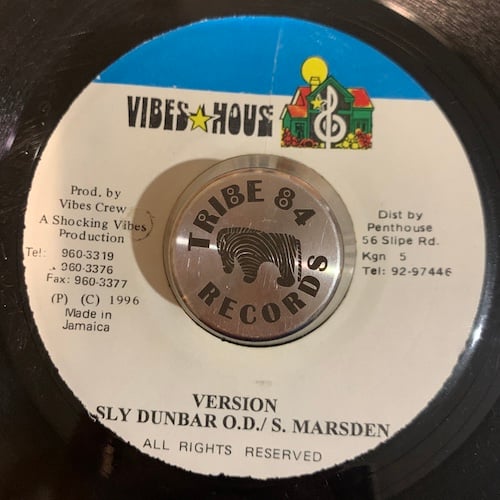 VIBES HOUSE
Prod. by
Vibes Crew
A Shocking Vibes
Production
Tel: 960-3319
960-3376
Fax: 960-3377
(P) (C) 1996
Made in
Jamaica
TRIBE 84
RECORDS
Dist by
Penthouse
56 Slipe Rd.
Kgn 5
Tel: 92-97446
VERSION
SLY DUNBAR O.D./ S. MARSDEN
ALL RIGHTS RESERVED